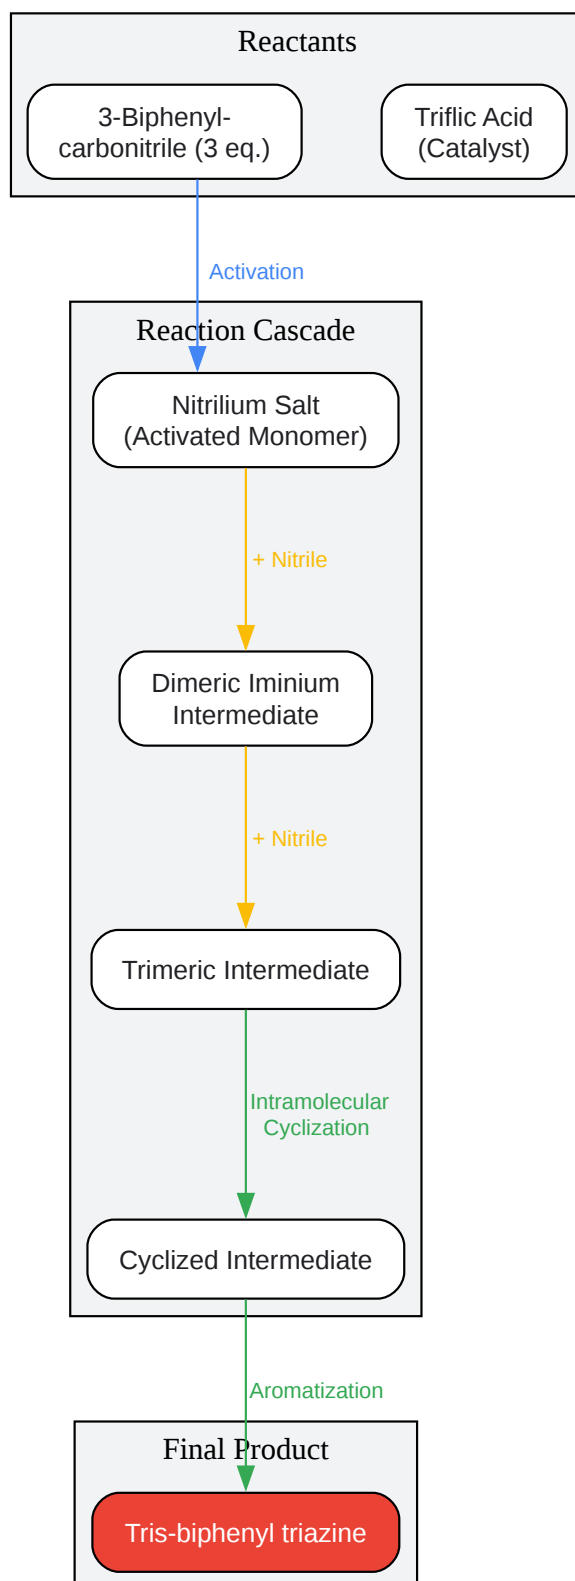 Reactants
3-Biphenyl-
carbonitrile (3 eq.)
Triflic Acid
(Catalyst)
Activation
Reaction Cascade
Nitrilium Salt
(Activated Monomer)
+ Nitrile
Dimeric Iminium
Intermediate
+ Nitrile
Trimeric Intermediate
Intramolecular
Cyclization
Cyclized Intermediate
Aromatization
Final Product
Tris-biphenyl triazine